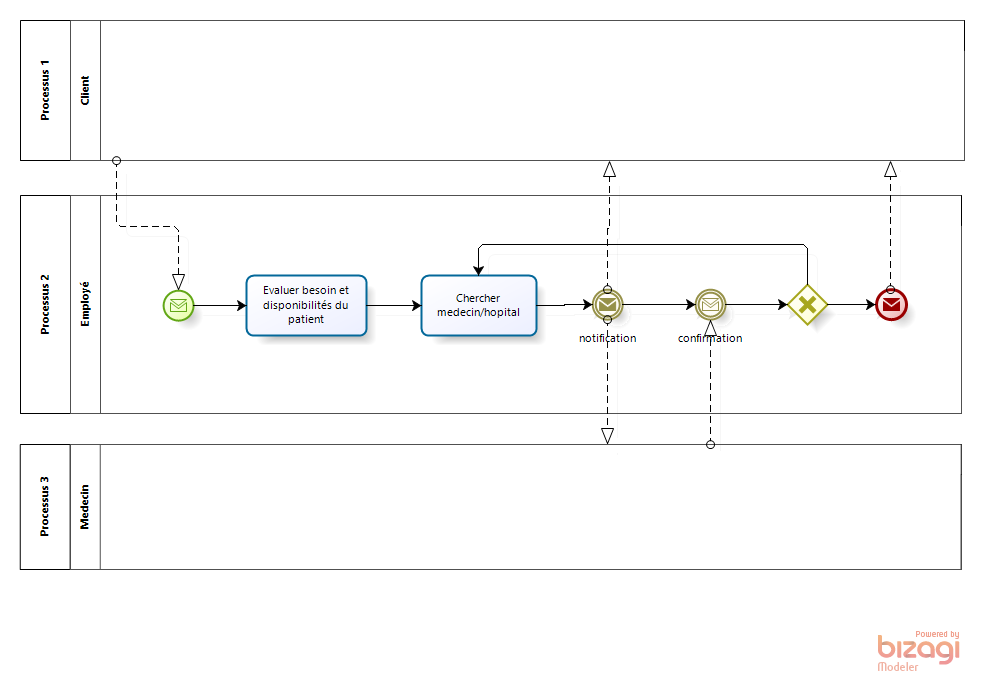 Processus 1
Client
Processus 2
Employé
Evaluer besoin et
disponibilités du
patient
Chercher
medecin/hopital
notification
confirmation
Processus 3
Medecin
Powered by
bizagi
Modeler